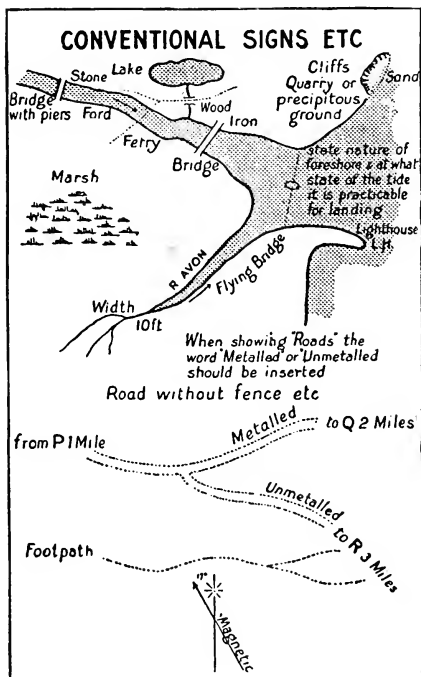 CONVENTIONAL SIGNS ETC
Stone
Lake
Cliffs
Quarry or
precipitous
ground
Sand
Bridge
with piers
Ford
Wood
Iron
Ferry
Bridge
state nature of
foreshore & at what
state of the tide
it is practicable
for landing
Marsh
Lighthouse
L.H.
R AVON
Flying Bridge
Width
10ft
When showing "Roads" the
word "Metalled" or "Unmetalled
should be inserted
Road without fence etc
from P 1 Mile
Metalled
to Q 2 Miles
Unmetalled
to R 3 Miles
Footpath
Magnetic